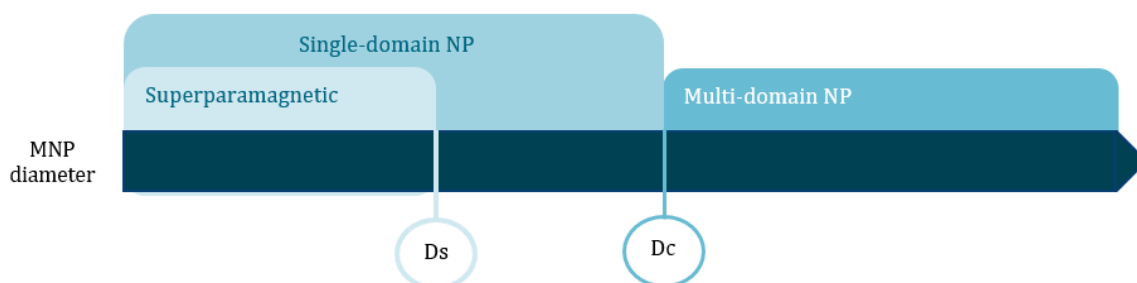 Single-domain NP
Superparamagnetic
Multi-domain NP
MNP
diameter
Ds
Dc